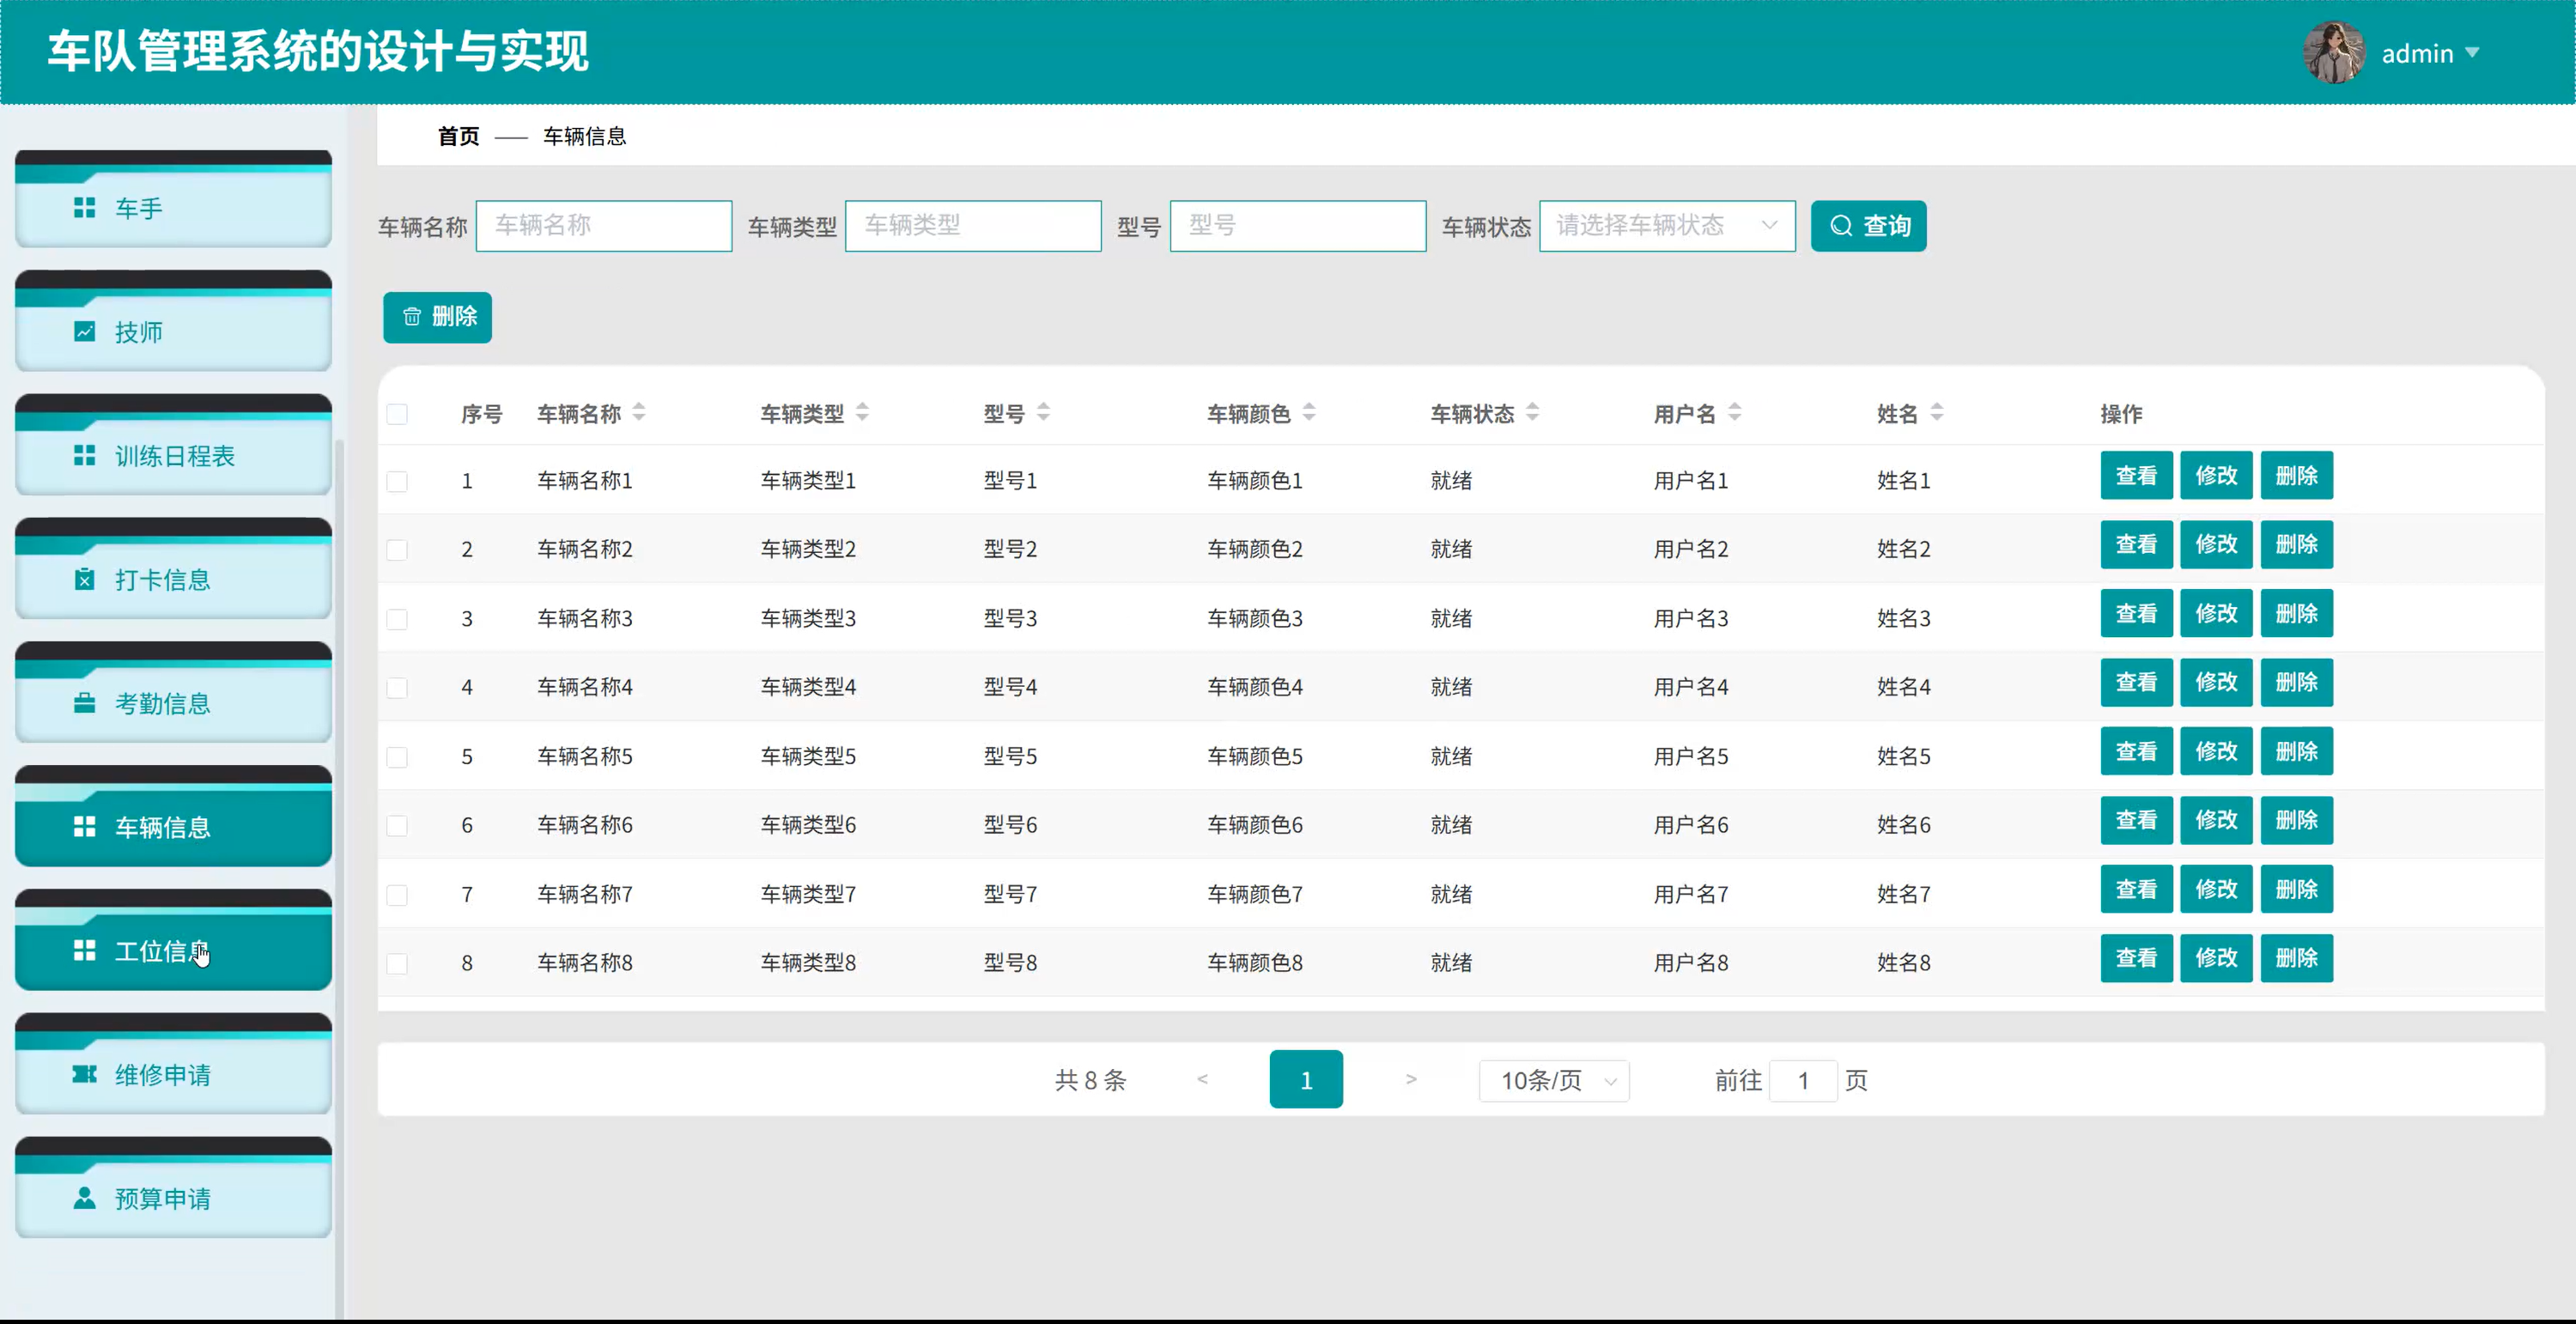 车队管理系统的设计与实现
admin
首页 —— 车辆信息
车手
技师
训练日程表
打卡信息
考勤信息
车辆信息
工位信息
维修申请
预算申请
车辆名称 车辆名称 车辆类型 车辆类型 型号 型号 车辆状态 请选择车辆状态 查询
删除
序号 车辆名称 车辆类型 型号 车辆颜色 车辆状态 用户名 姓名 操作
1 车辆名称1 车辆类型1 型号1 车辆颜色1 就绪 用户名1 姓名1 查看 修改 删除
2 车辆名称2 车辆类型2 型号2 车辆颜色2 就绪 用户名2 姓名2 查看 修改 删除
3 车辆名称3 车辆类型3 型号3 车辆颜色3 就绪 用户名3 姓名3 查看 修改 删除
4 车辆名称4 车辆类型4 型号4 车辆颜色4 就绪 用户名4 姓名4 查看 修改 删除
5 车辆名称5 车辆类型5 型号5 车辆颜色5 就绪 用户名5 姓名5 查看 修改 删除
6 车辆名称6 车辆类型6 型号6 车辆颜色6 就绪 用户名6 姓名6 查看 修改 删除
7 车辆名称7 车辆类型7 型号7 车辆颜色7 就绪 用户名7 姓名7 查看 修改 删除
8 车辆名称8 车辆类型8 型号8 车辆颜色8 就绪 用户名8 姓名8 查看 修改 删除
共 8 条 < 1 > 10条/页 前往 1 页